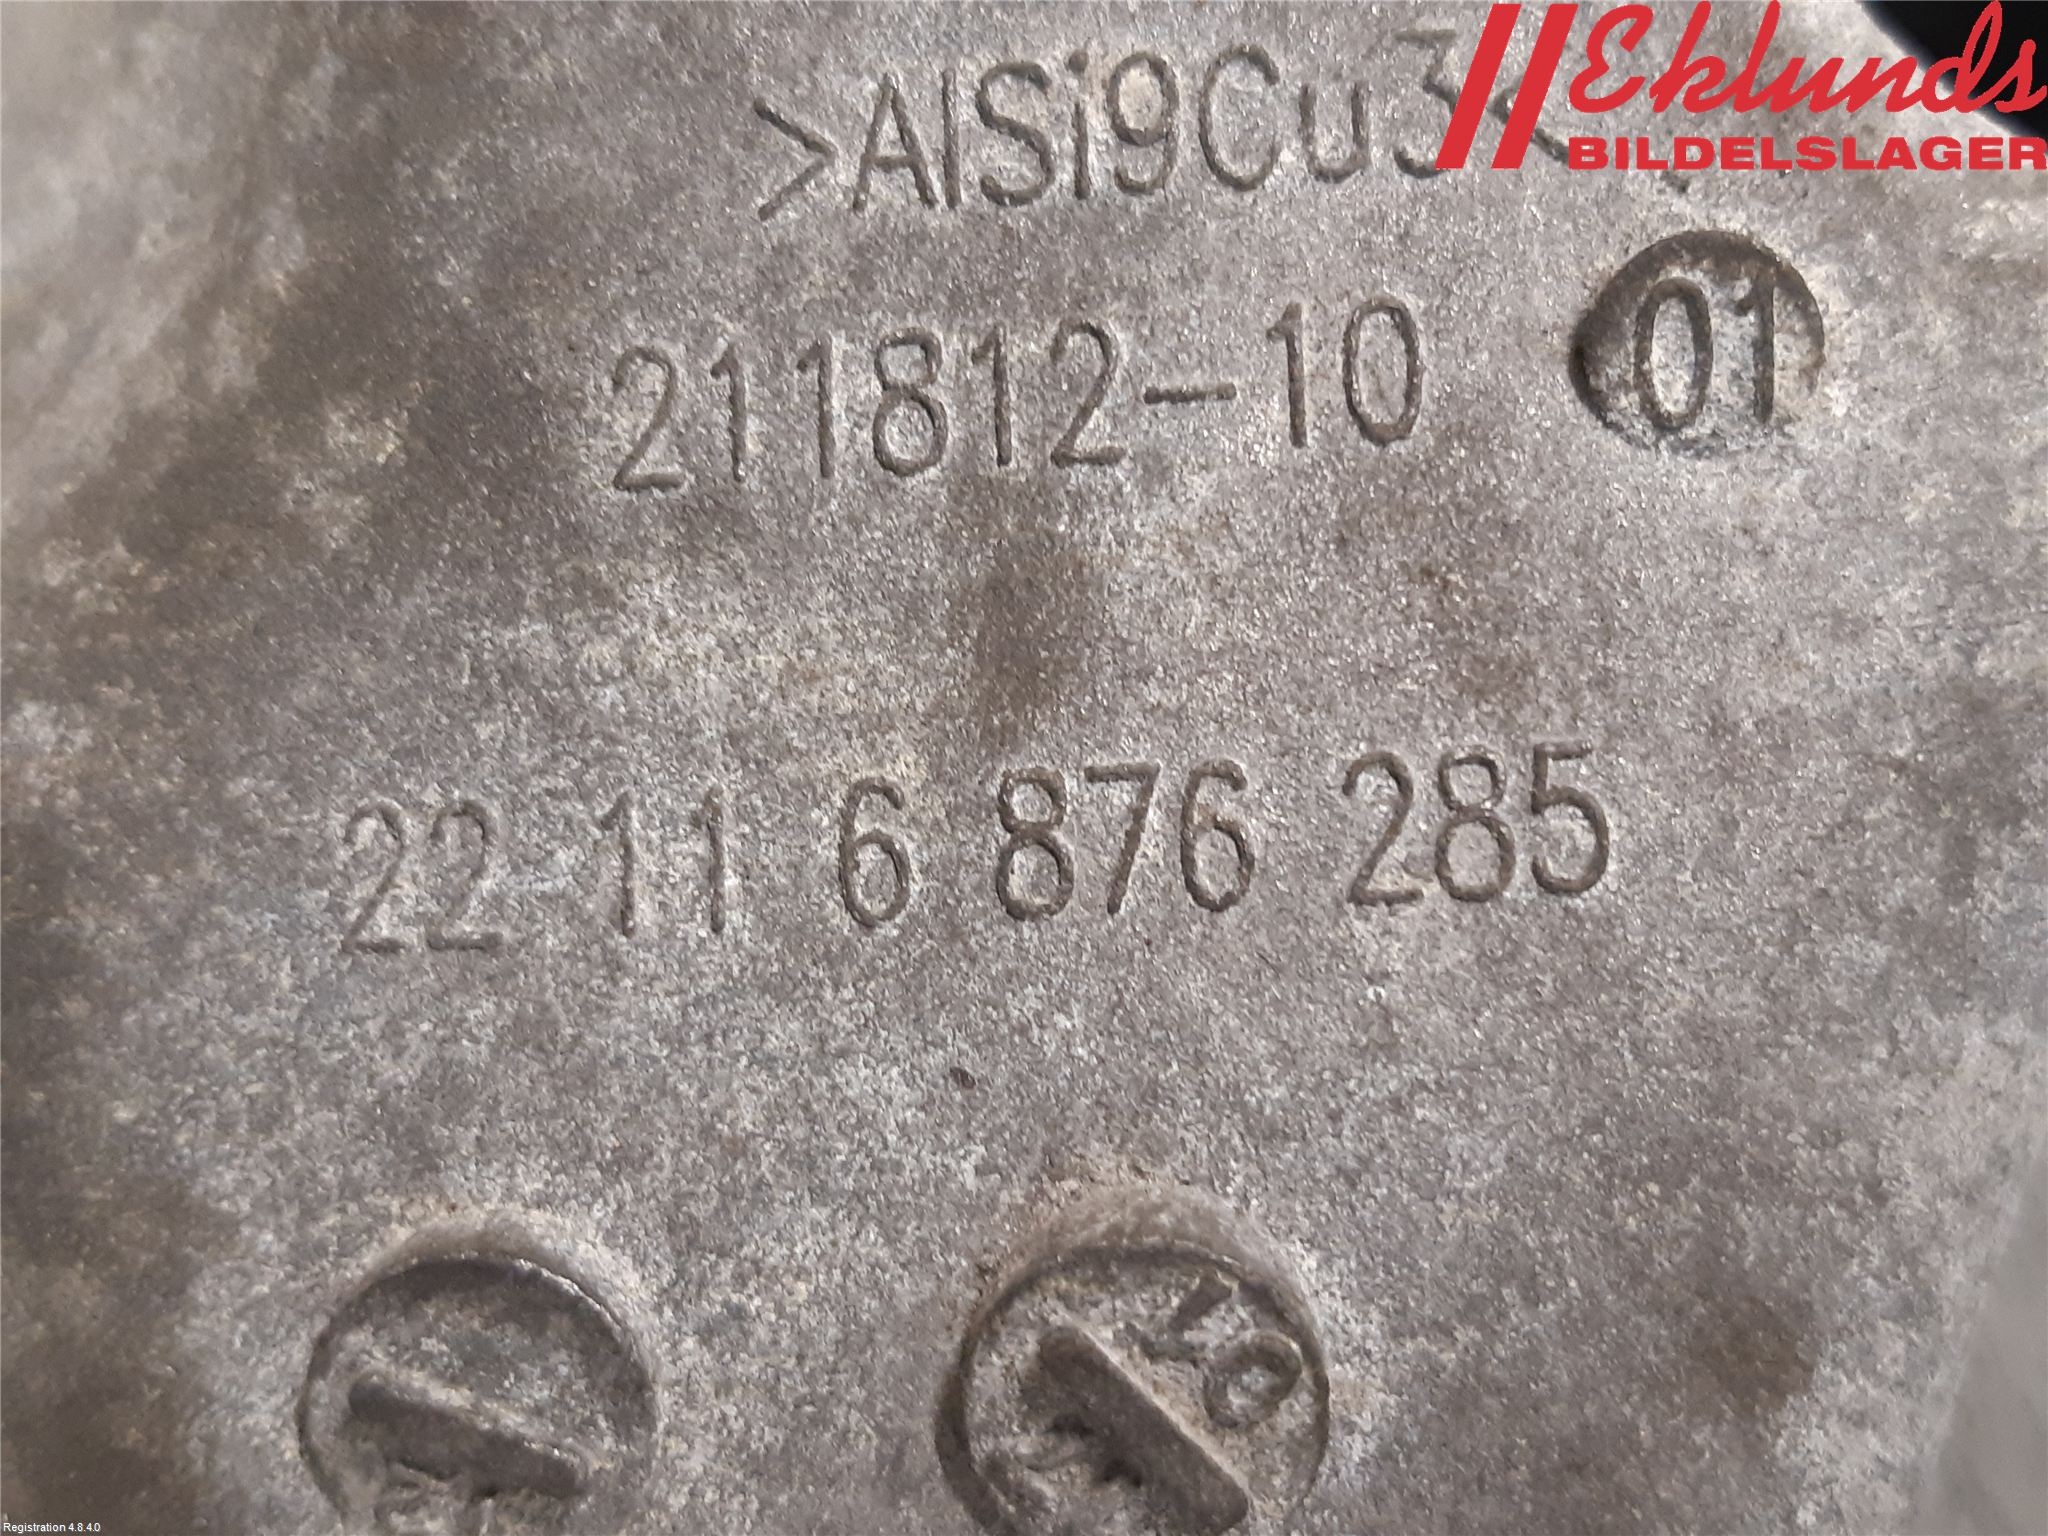 Eklunds
BILDELSLAGER
>AlSi9Cu3<
211812-10 01
22 11 6 876 285
Registration 4.8.4.0